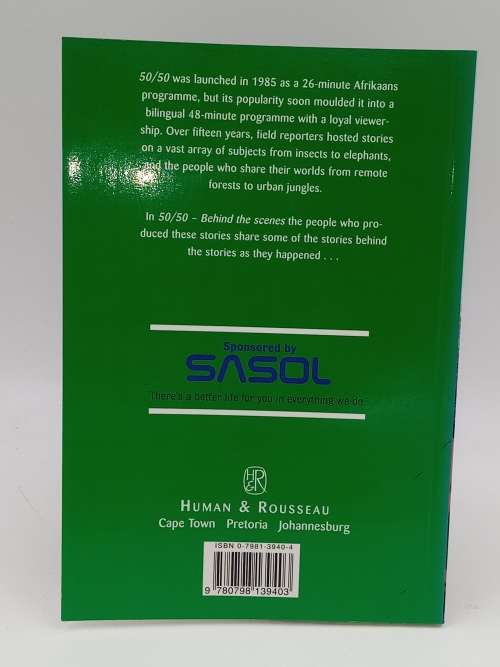 50/50 was launched in 1985 as a 26-minute Afrikaans
programme, but its popularity soon moulded it into a
bilingual 48-minute programme with a loyal viewer-
ship. Over fifteen years, field reporters hosted stories
on a vast array of subjects from insects to elephants,
and the people who share their worlds from remote
forests to urban jungles.
In 50/50 – Behind the scenes the people who pro-
duced these stories share some of the stories behind
the stories as they happened . . .
Sponsored by
SASOL
There's a better life for you in everything we do.
H
&R
HUMAN & ROUSSEAU
Cape Town Pretoria Johannesburg
ISBN 0-7981-3940-4
9 780798 139403